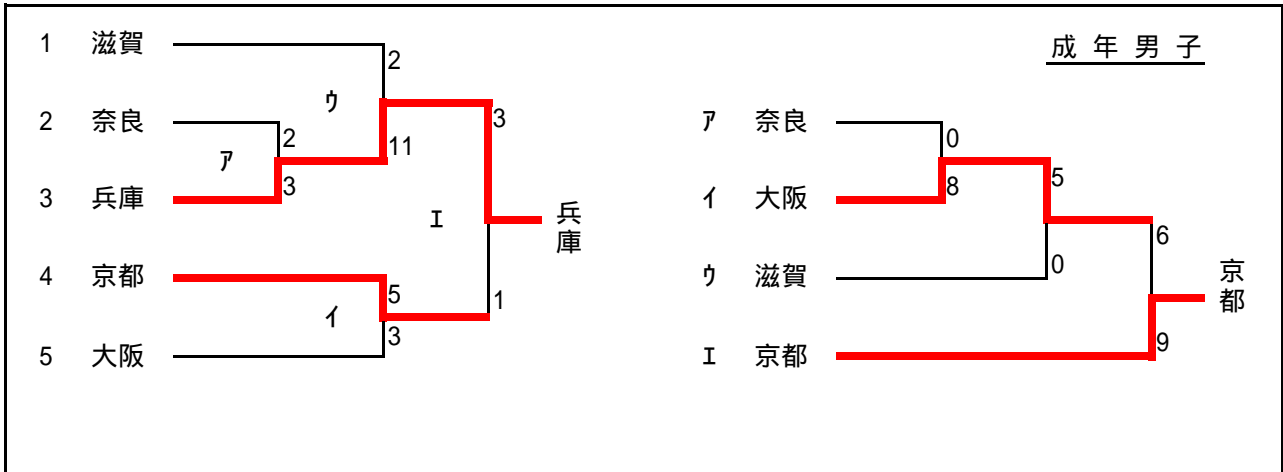 成年男子
1 滋賀
2
ウ
2 奈良
3
2
11
ア
3 兵庫
3
エ
兵庫
4 京都
5
1
イ
3
5 大阪
ア 奈良
0
5
イ 大阪
8
6
ウ 滋賀
0
京都
エ 京都
9